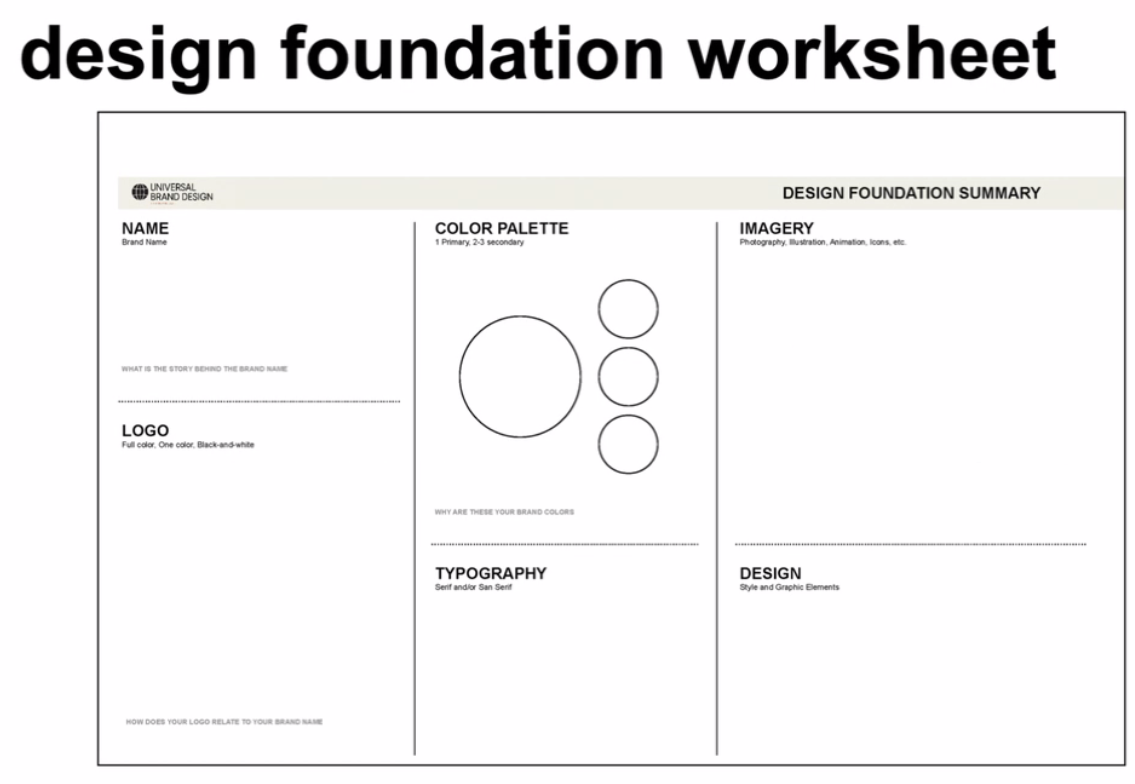 design foundation worksheet
UNIVERSAL
BRAND DESIGN
DESIGN FOUNDATION SUMMARY
NAME
Brand Name
WHAT IS THE STORY BEHIND THE BRAND NAME
LOGO
Full color, One color, Black-and-white
HOW DOES YOUR LOGO RELATE TO YOUR BRAND NAME
COLOR PALETTE
1 Primary, 2-3 secondary
WHY ARE THESE YOUR BRAND COLORS
TYPOGRAPHY
Serif and/or San Serif
IMAGERY
Photography, Illustration, Animation, Icons, etc.
DESIGN
Style and Graphic Elements